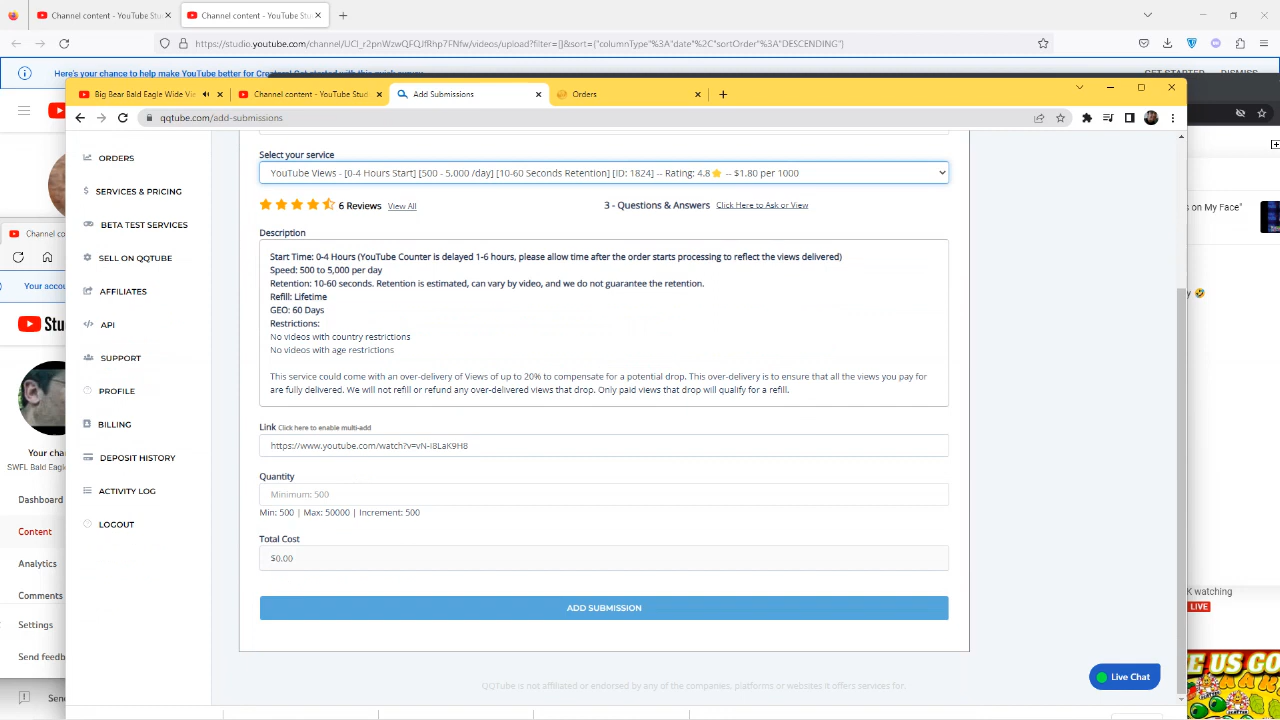 Channel content - YouTube Stu
Channel content - YouTube Stu
https://studio.youtube.com/channel/UCI_r2pnWzwQFQJfRhp7FNfw/videos/upload?filter=[]&sort={"columnType"%3A"date"%2C"sortOrder"%3A"DESCENDING"}
Here's your chance to help make YouTube better for Creators! Get started with this quick survey
GET STARTED
DISMISS
Big Bear Bald Eagle Wide Vi
Channel content - YouTube Stud
Add Submissions
Orders
qqtube.com/add-submissions
ORDERS
SERVICES & PRICING
BETA TEST SERVICES
SELL ON QQTUBE
AFFILIATES
API
SUPPORT
PROFILE
BILLING
DEPOSIT HISTORY
ACTIVITY LOG
LOGOUT
Select your service
YouTube Views - [0-4 Hours Start] [500 - 5,000 /day] [10-60 Seconds Retention] [ID: 1824] -- Rating: 4.8⭐ -- $1.80 per 1000
6 Reviews View All
3 - Questions & Answers Click Here to Ask or View
Description
Start Time: 0-4 Hours (YouTube Counter is delayed 1-6 hours, please allow time after the order starts processing to reflect the views delivered)
Speed: 500 to 5,000 per day
Retention: 10-60 seconds. Retention is estimated, can vary by video, and we do not guarantee the retention.
Refill: Lifetime
GEO: 60 Days
Restrictions:
No videos with country restrictions
No videos with age restrictions
This service could come with an over-delivery of Views of up to 20% to compensate for a potential drop. This over-delivery is to ensure that all the views you pay for
are fully delivered. We will not refill or refund any over-delivered views that drop. Only paid views that drop will qualify for a refill.
Link Click here to enable multi-add
https://www.youtube.com/watch?v=vN-I8LaK9H8
Quantity
Minimum: 500
Min: 500 | Max: 50000 | Increment: 500
Total Cost
$0.00
ADD SUBMISSION
QQTube is not affiliated or endorsed by any of the companies, platforms or websites it offers services for.
Live Chat
Channel co
Your accou
Stu
Your chan
SWFL Bald Eagl
Dashboard
Content
Analytics
Comments
Settings
Send feedb
Sen
s on My Face"
y 🤣
K watching
LIVE
E US GO